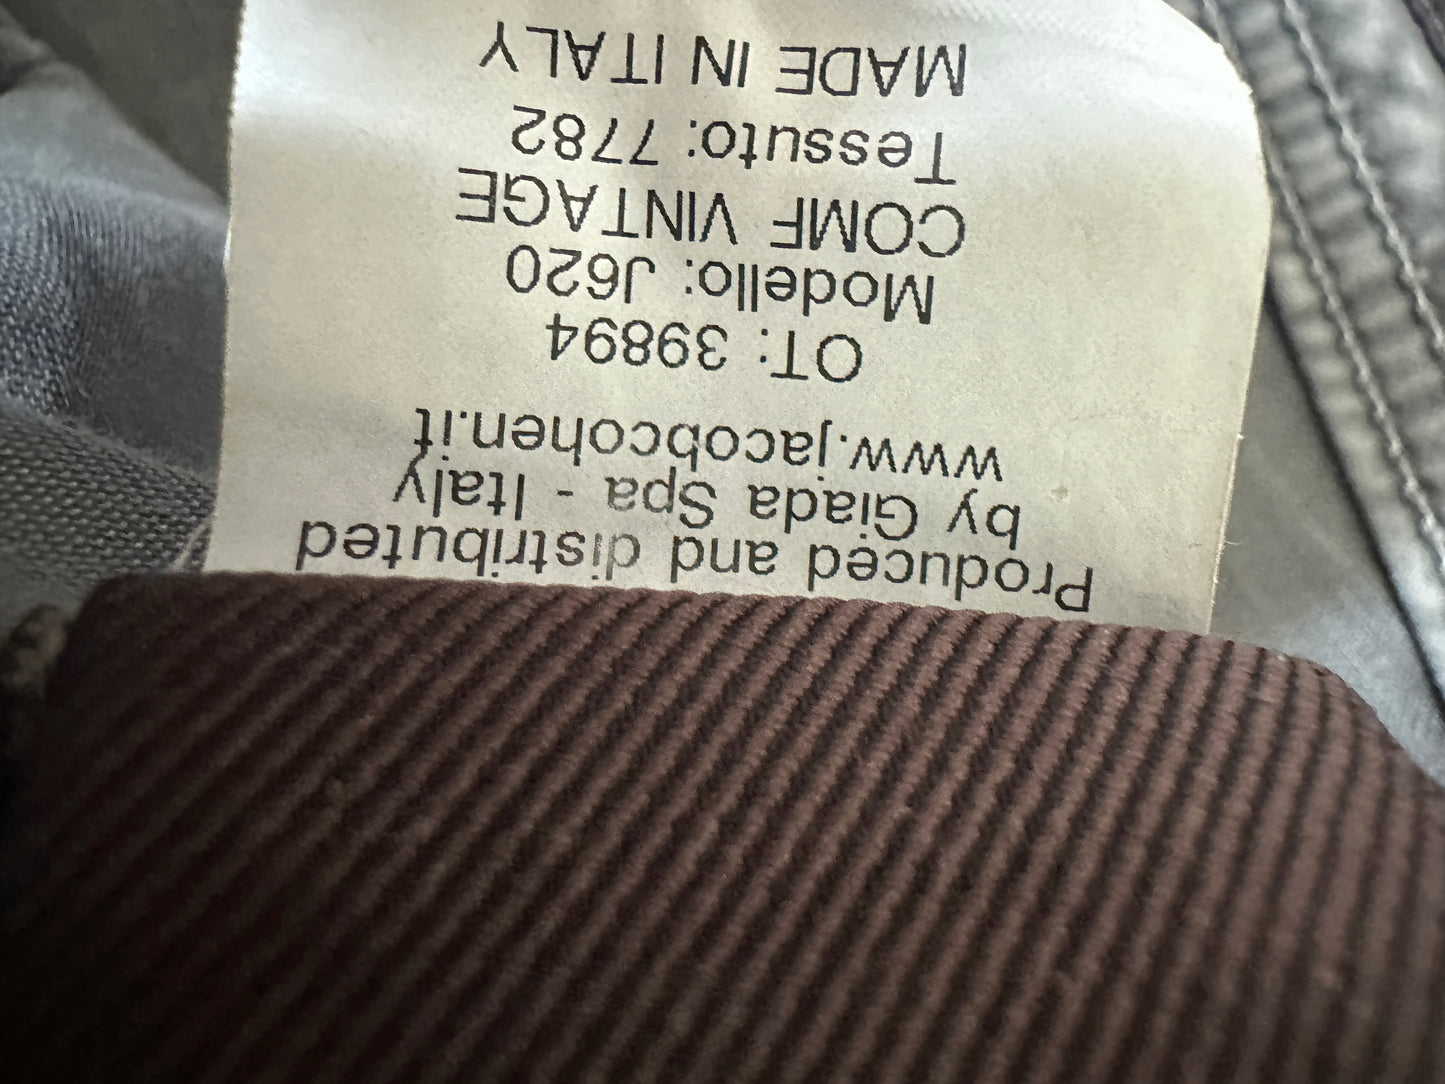 Produced and distributed
by Giada Spa - Italy
www.jacobcohen.it
OT: 39894
Modello: J620
COMF VINTAGE
Tessuto: 7782
MADE IN ITALY